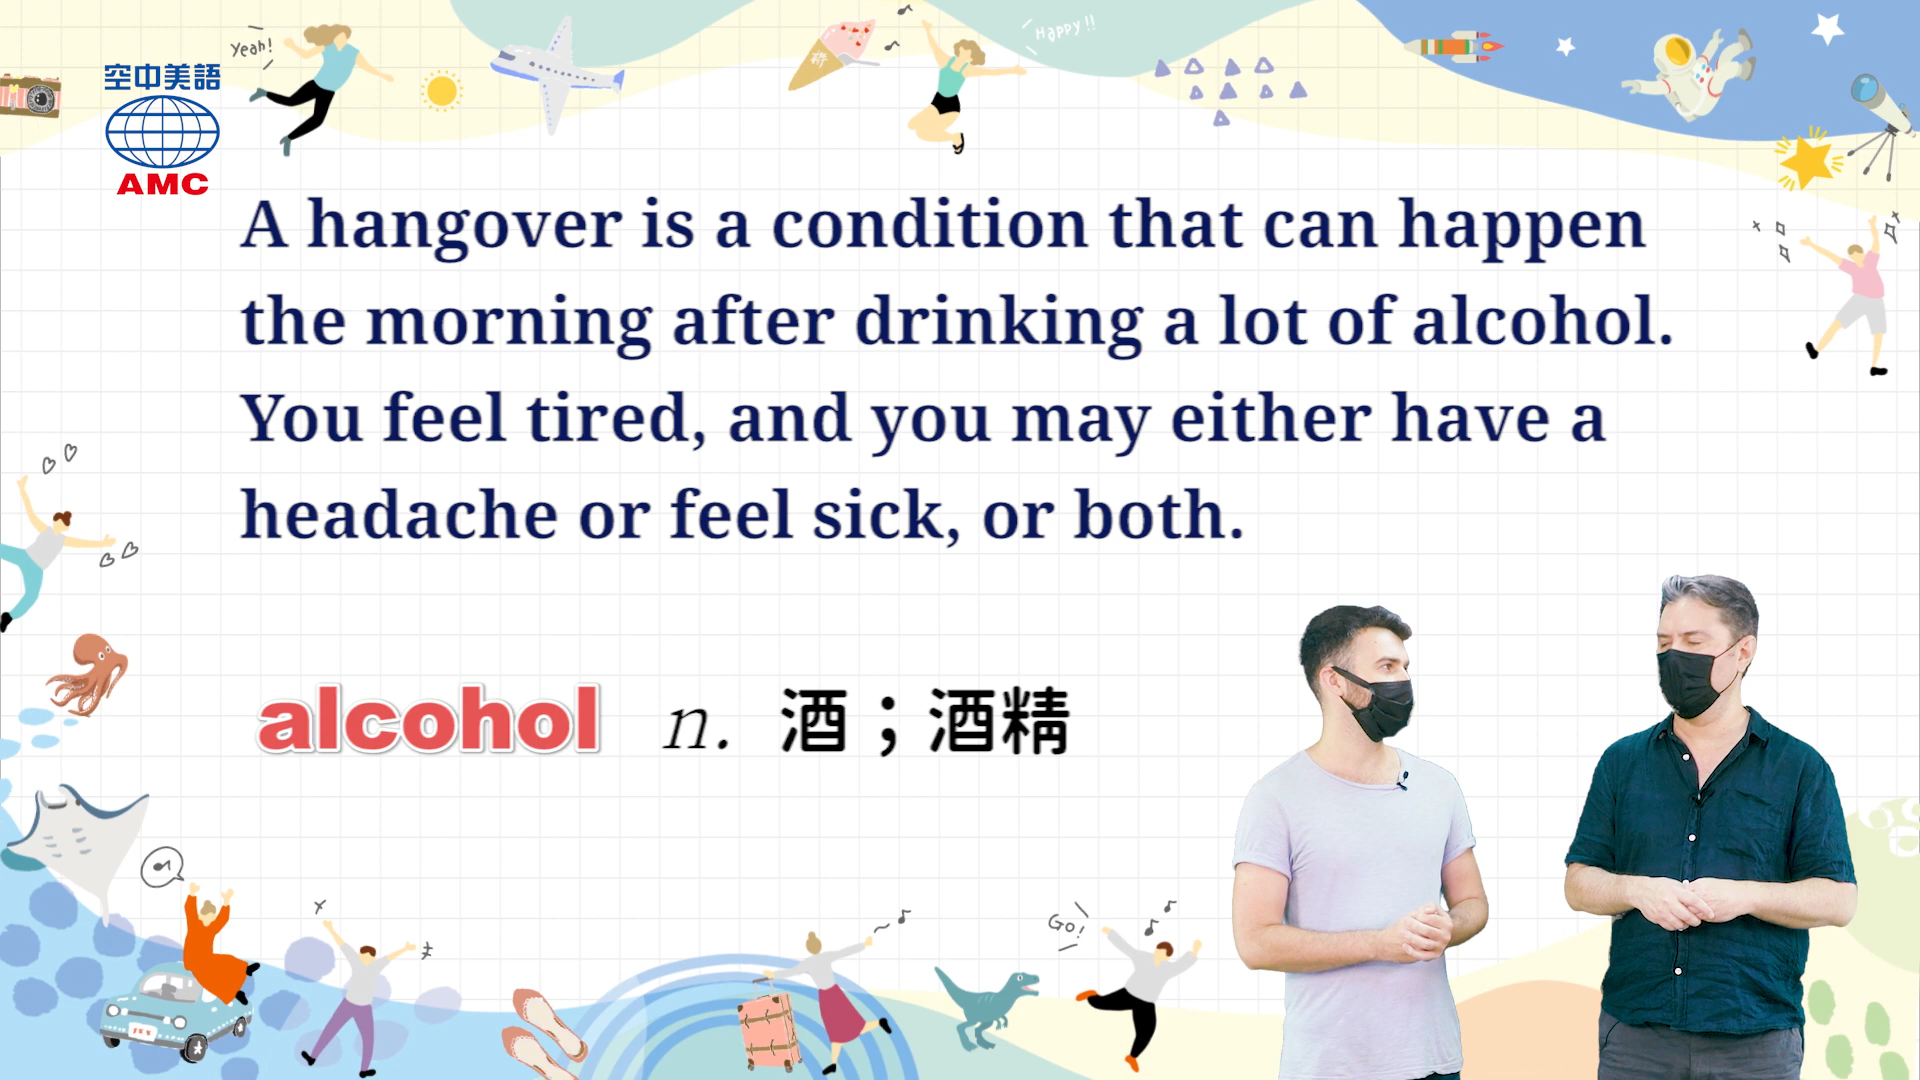 Yeah!
Happy!!
空中美語
AMC
A hangover is a condition that can happen
the morning after drinking a lot of alcohol.
You feel tired, and you may either have a
headache or feel sick, or both.
alcohol n. 酒；酒精
Go!